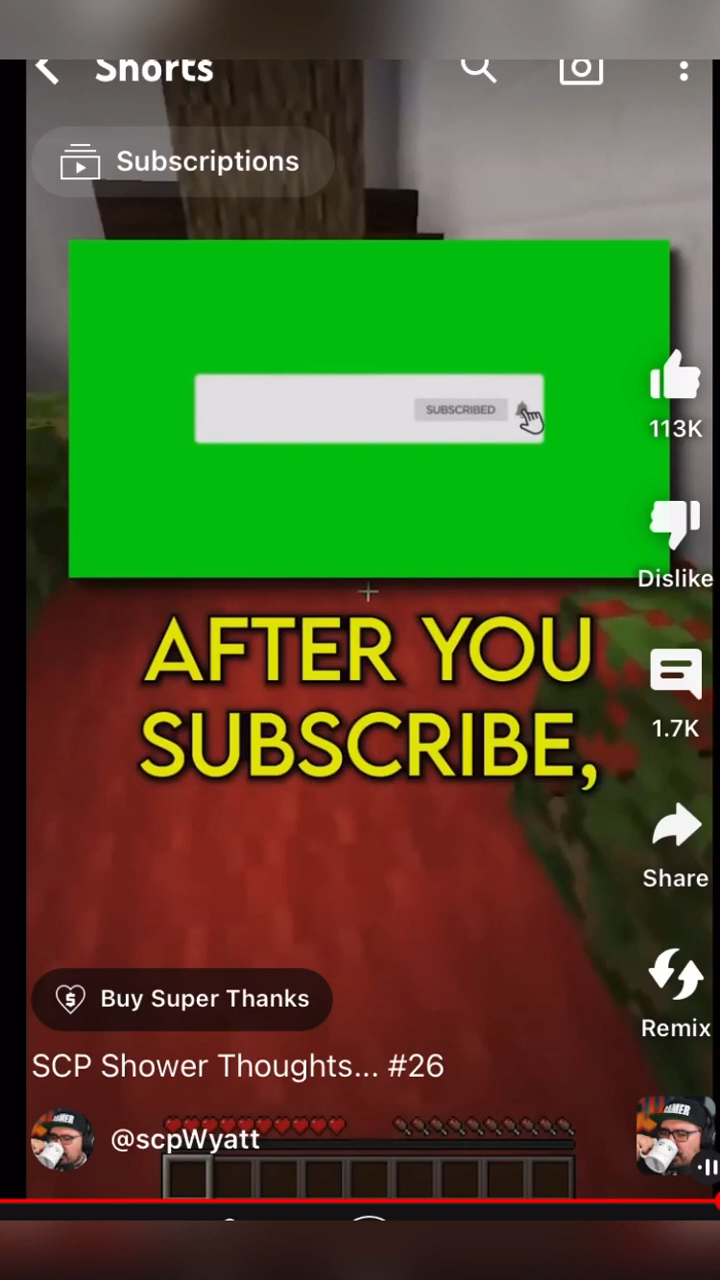 Shorts
Subscriptions
SUBSCRIBED
113K
Dislike
AFTER YOU
SUBSCRIBE,
1.7K
Share
Buy Super Thanks
Remix
SCP Shower Thoughts... #26
@scpWyatt